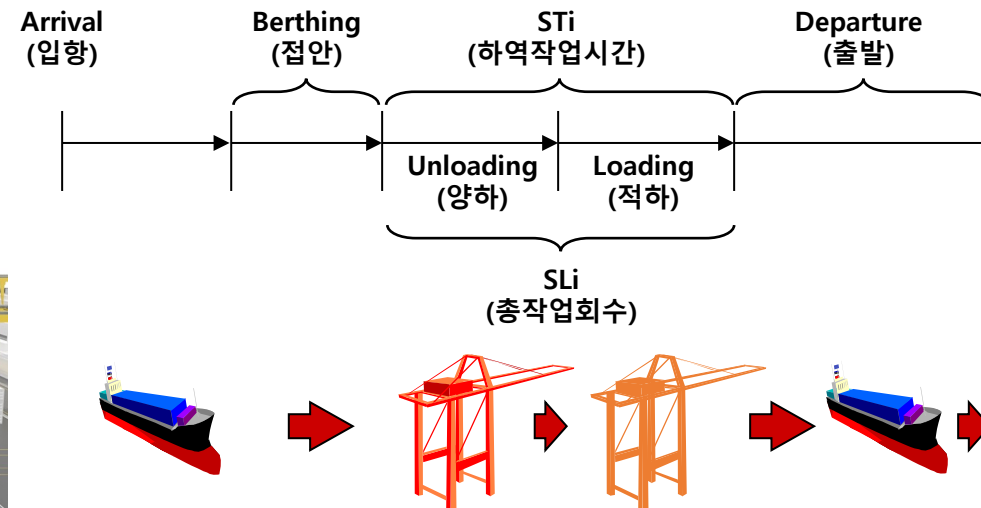 Arrival
(입항)
Berthing
(접안)
STi
(하역작업시간)
Departure
(출발)
Unloading
(양하)
Loading
(적하)
SLi
(총작업회수)